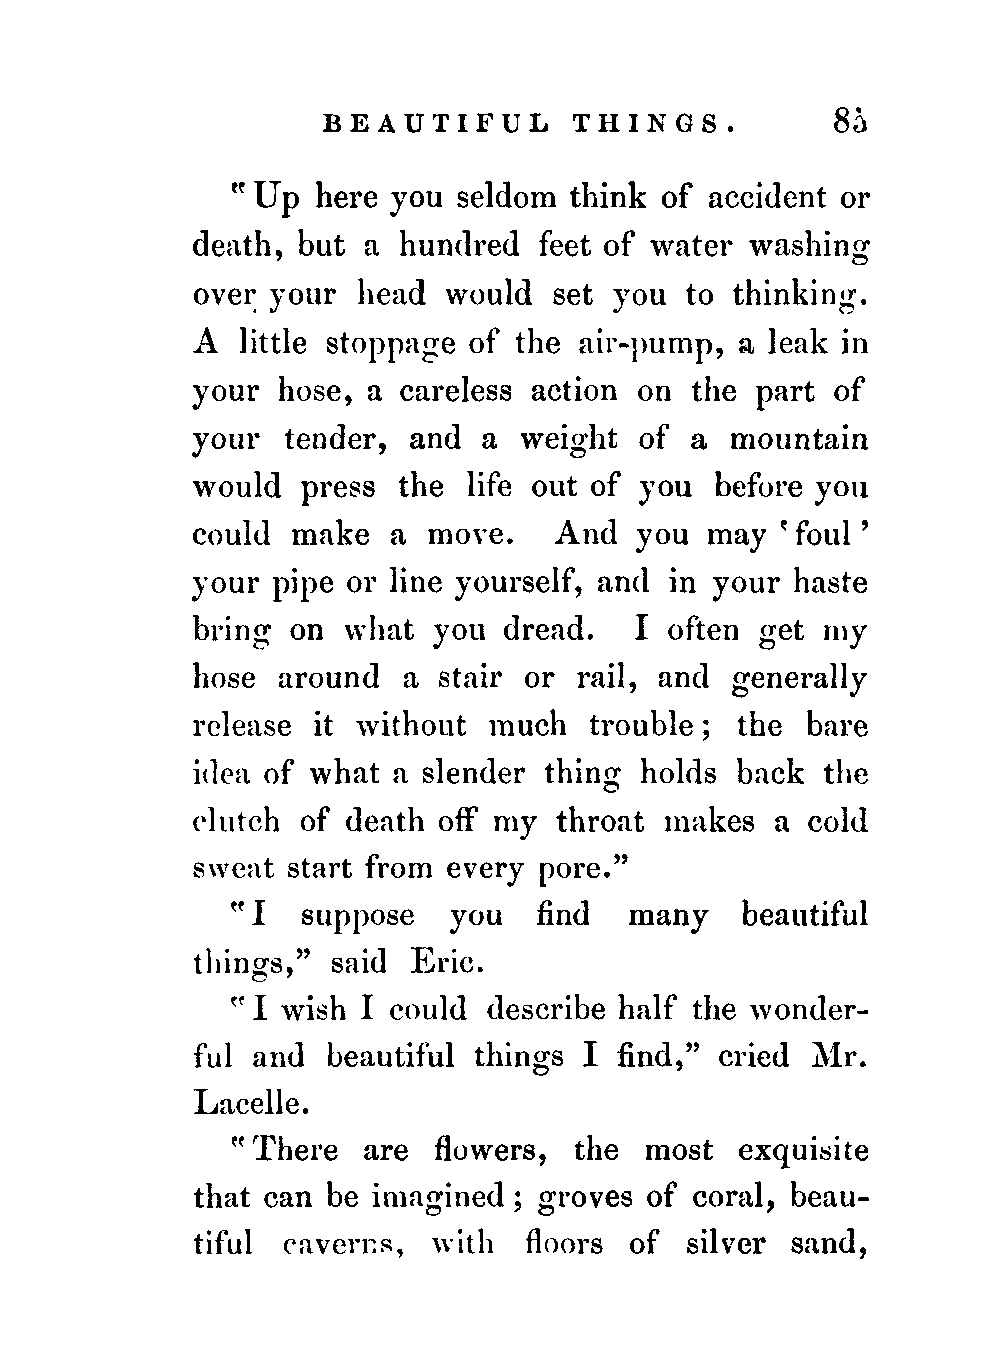 BEAUTIFUL THINGS. 85
"Up here you seldom think of accident or
death, but a hundred feet of water washing
over your head would set you to thinking.
A little stoppage of the air-pump, a leak in
your hose, a careless action on the part of
your tender, and a weight of a mountain
would press the life out of you before you
could make a move. And you may 'foul'
your pipe or line yourself, and in your haste
bring on what you dread. I often get my
hose around a stair or rail, and generally
release it without much trouble; the bare
idea of what a slender thing holds back the
clutch of death off my throat makes a cold
sweat start from every pore."
"I suppose you find many beautiful
things," said Eric.
"I wish I could describe half the wonder-
ful and beautiful things I find," cried Mr.
Lacelle.
"There are flowers, the most exquisite
that can be imagined; groves of coral, beau-
tiful caverns, with floors of silver sand,